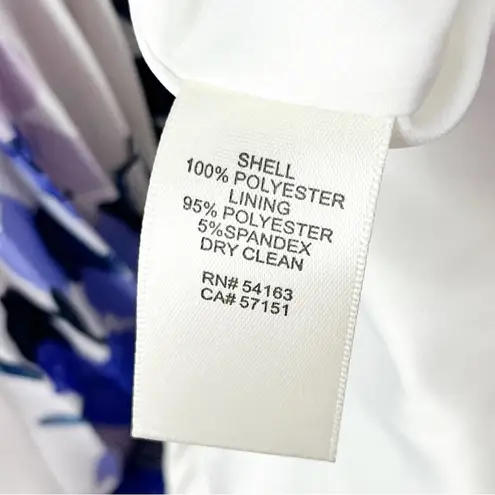 SHELL
100% POLYESTER
LINING
95% POLYESTER
5%SPANDEX
DRY CLEAN
RN# 54163
CA# 57151